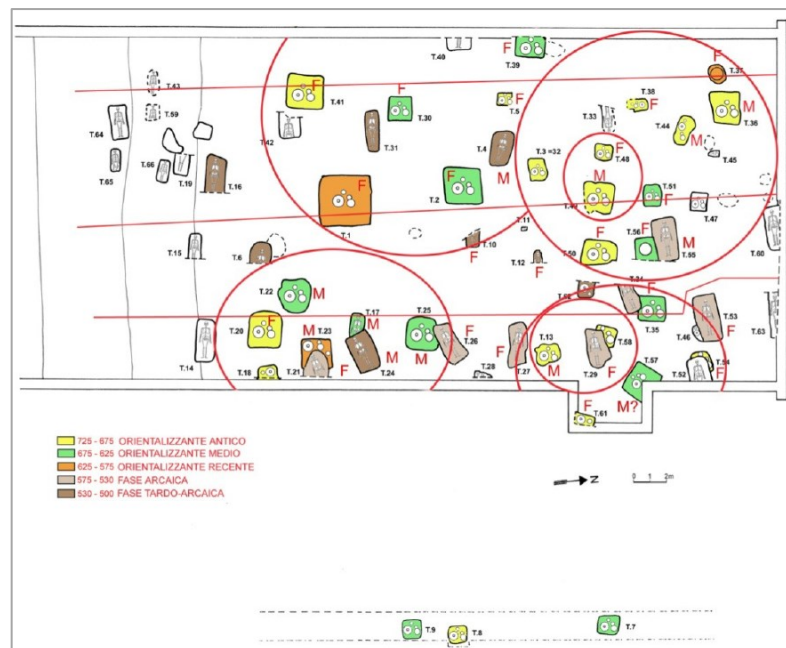 T.40
T.39
F
T.37
T.43
T.41 F
F
T.30
F
T.5
T.38
F
M
T.36
T.59
T.64
T.42
T.31
T.4
M
T.33
T.44
M
T.45
T.65
T.66
T.19
T.16
T.3 =32
F
T.48
M
F
T.2
T.49
F
T.51
T.47
F
T.1
T.11
T.10
F
T.12
F
T.15
T.6
T.50
F
T.56
F
M
T.55
T.60
T.22
M
T.17
M
T.25
M
F
T.26
T.20
F
M
T.23
T.24
M
T.14
T.18
T.21
F
T.28
T.27
F
T.13
M
T.58
T.29
F
F
T.35
T.46
T.53
F
T.63
T.57
M?
T.52
T.54
F
F
T.61
725 - 675 ORIENTALIZZANTE ANTICO
675 - 625 ORIENTALIZZANTE MEDIO
625 - 575 ORIENTALIZZANTE RECENTE
575 - 530 FASE ARCAICA
530 - 500 FASE TARDO-ARCAICA
N
0 1 2m
T.9
T.8
T.7